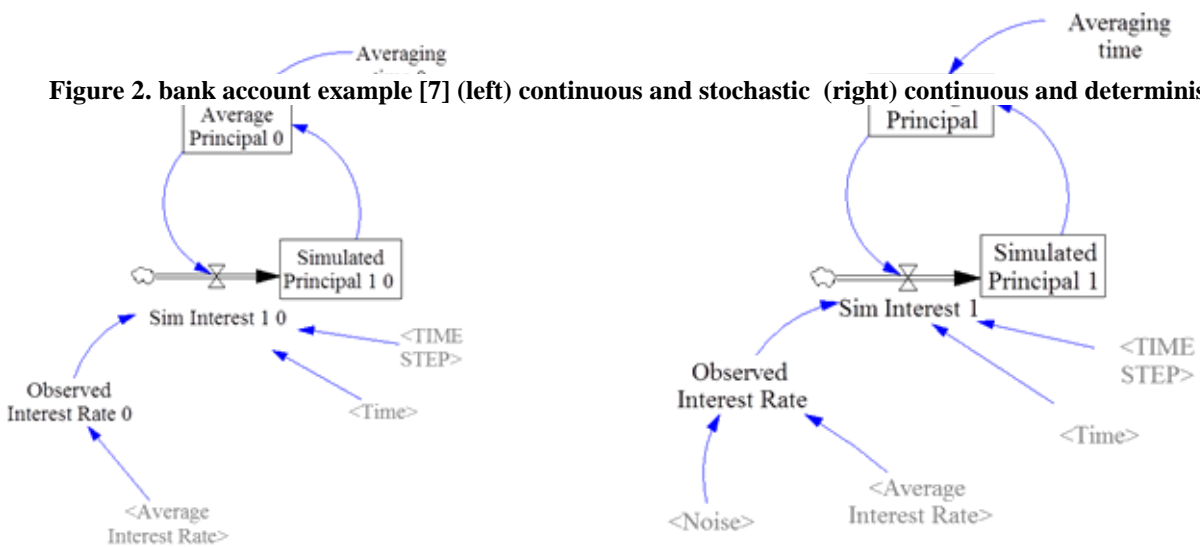 Averaging
Averaging
time
Figure 2. bank account example [7] (left) continuous and stochastic (right) continuous and determinis
Average
Principal 0
Principal
Simulated
Principal 1 0
Simulated
Principal 1
Sim Interest 1 0
Sim Interest 1
<TIME
STEP>
<TIME
STEP>
Observed
Interest Rate 0
<Time>
Observed
Interest Rate
<Time>
<Average
Interest Rate>
<Noise>
<Average
Interest Rate>